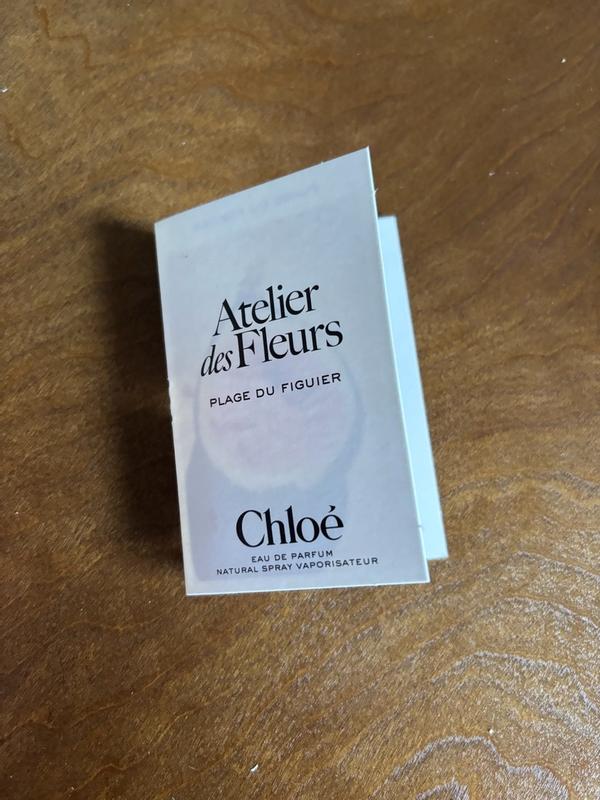 Atelier
des Fleurs
PLAGE DU FIGUIER
Chloé
EAU DE PARFUM
NATURAL SPRAY VAPORISATEUR